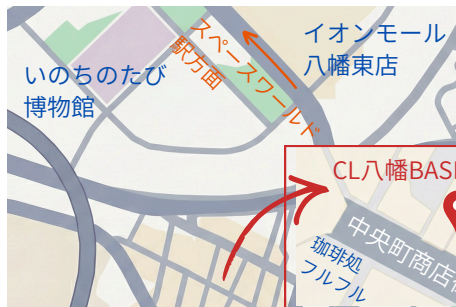 イオンモール
八幡東店
スペースワールド
駅方面
いのちのたび
博物館
CL八幡BASE
中央町商店街
珈琲処
フルフル